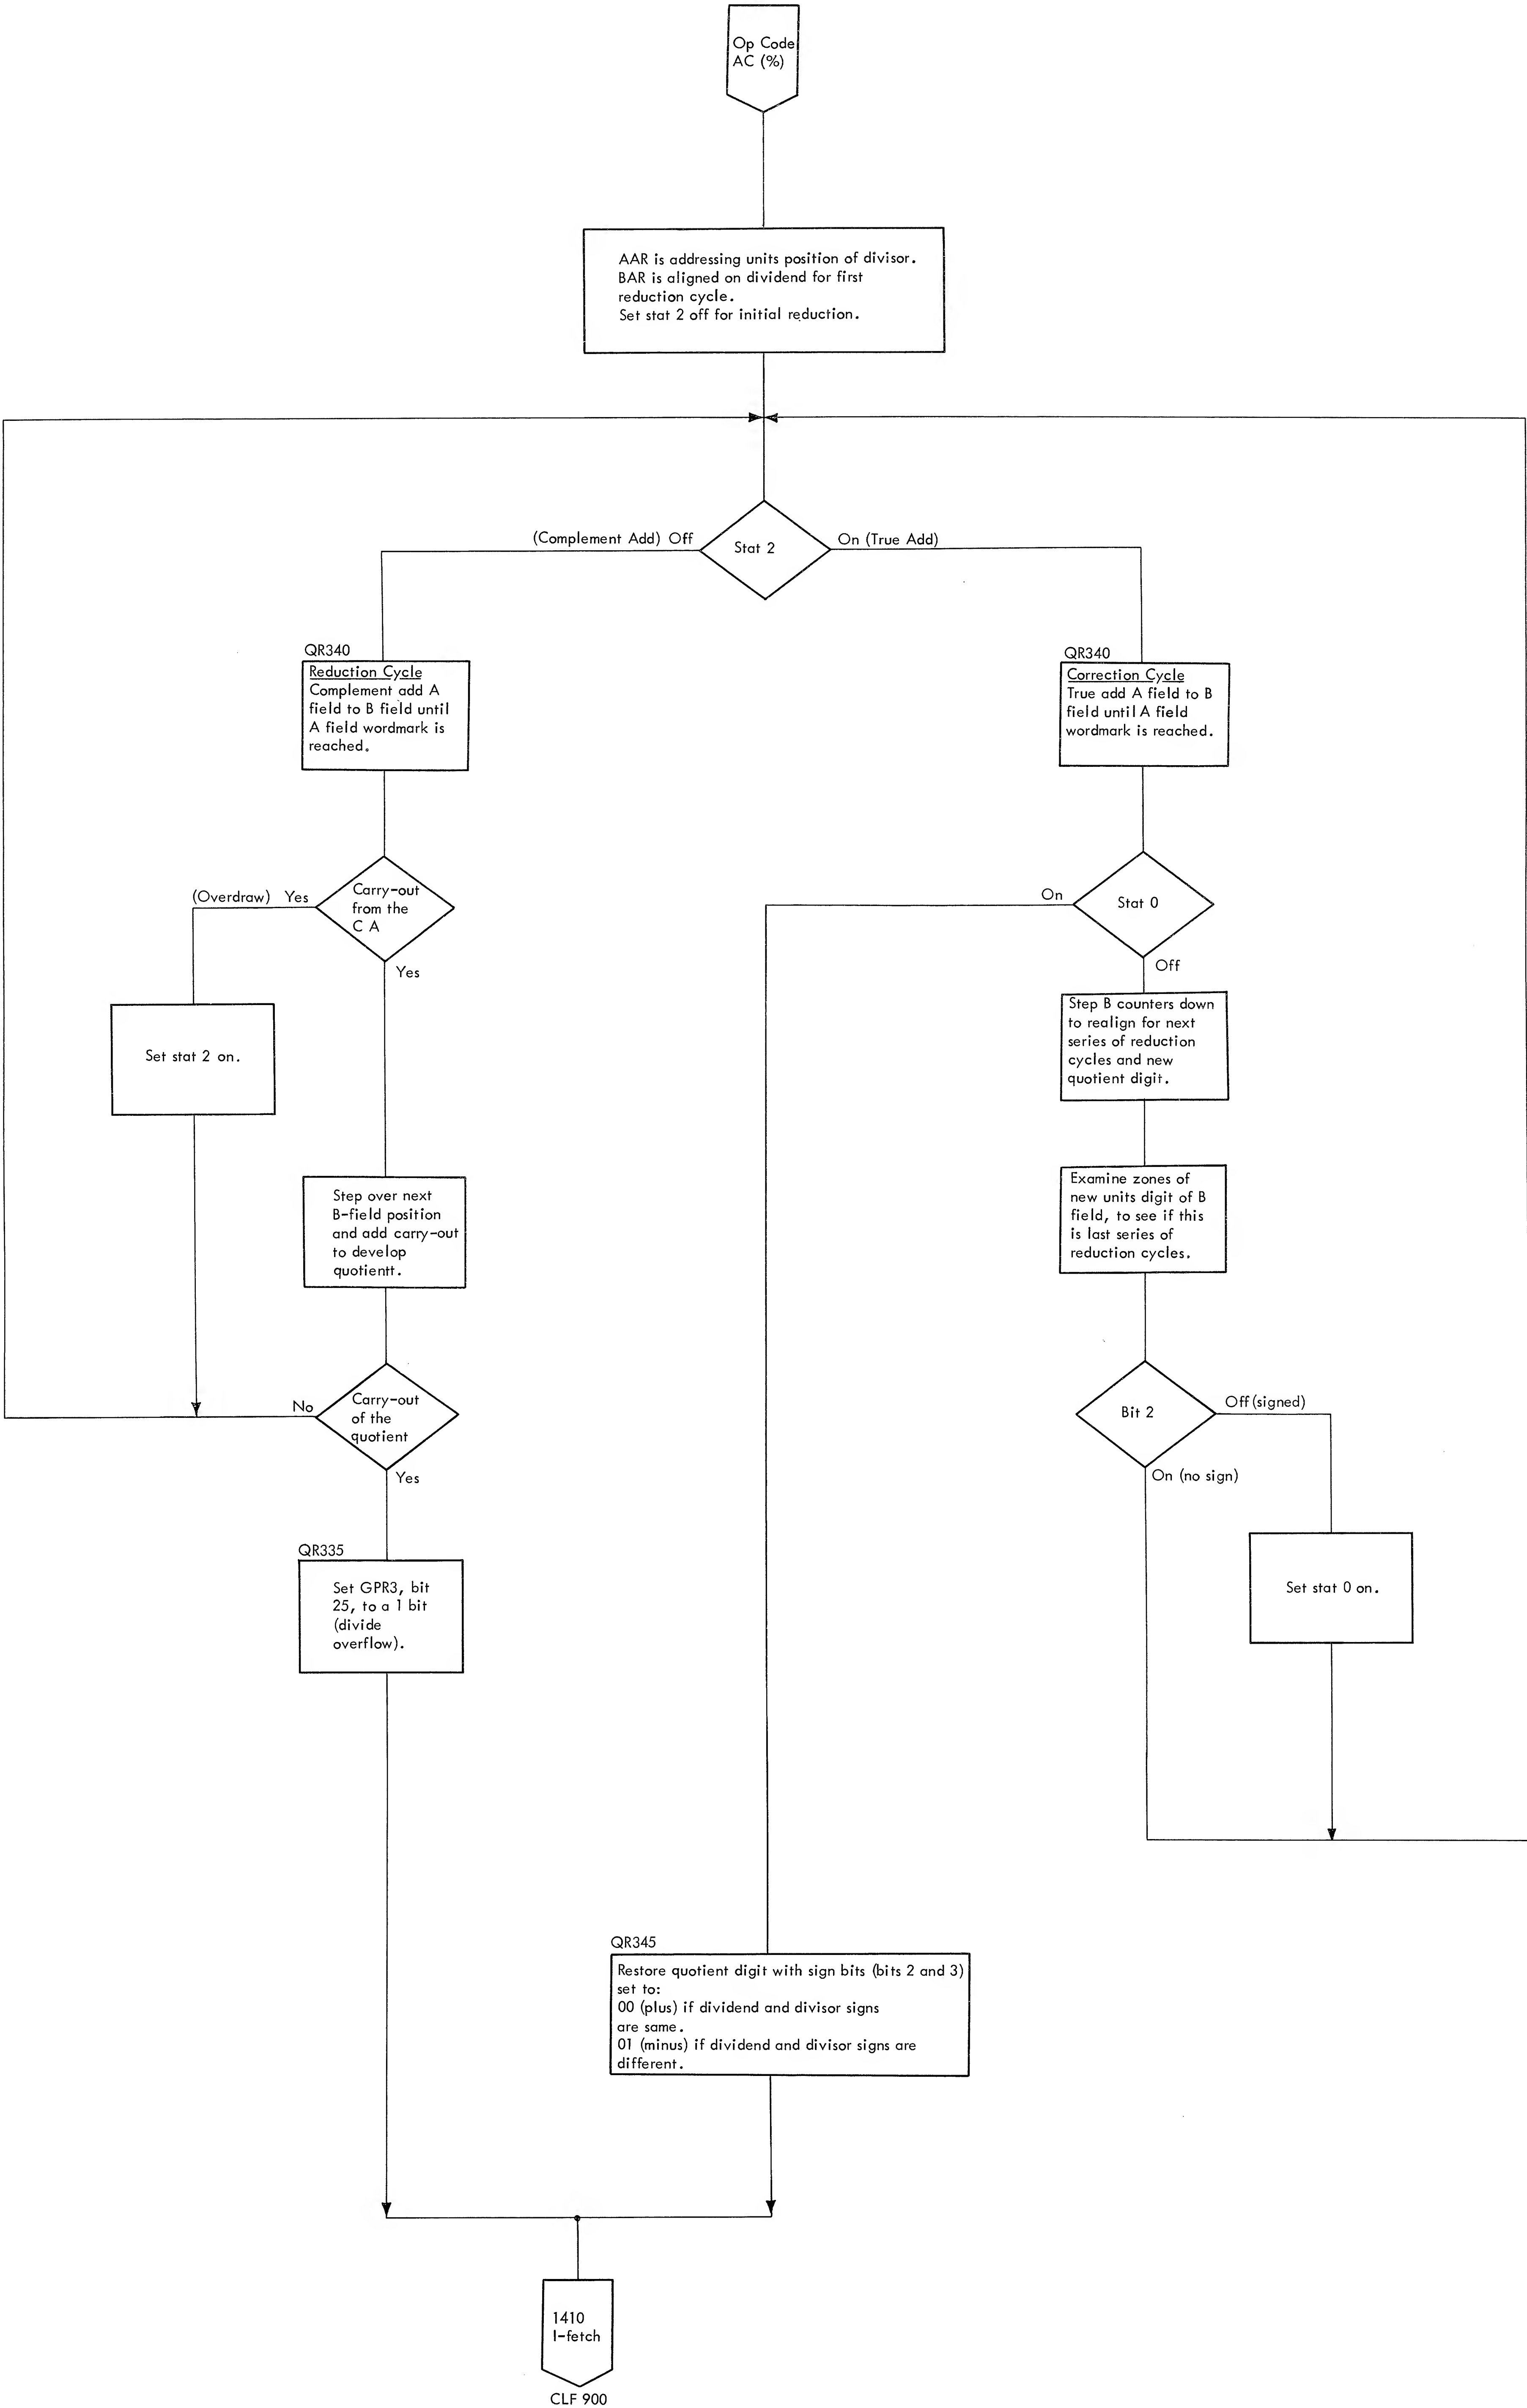 Op Code
AC (%)
AAR is addressing units position of divisor.
BAR is aligned on dividend for first
reduction cycle.
Set stat 2 off for initial reduction.
(Complement Add) Off
Stat 2
On (True Add)
QR340
Reduction Cycle
Complement add A
field to B field until
A field wordmark is
reached.
QR340
Correction Cycle
True add A field to B
field until A field
wordmark is reached.
(Overdraw) Yes
Carry-out
from the
C A
Yes
On
Stat 0
Off
Set stat 2 on.
Step B counters down
to realign for next
series of reduction
cycles and new
quotient digit.
Step over next
B-field position
and add carry-out
to develop
quotientt.
Examine zones of
new units digit of B
field, to see if this
is last series of
reduction cycles.
No
Carry-out
of the
quotient
Yes
Bit 2
Off (signed)
On (no sign)
QR335
Set GPR3, bit
25, to a 1 bit
(divide
overflow).
Set stat 0 on.
QR345
Restore quotient digit with sign bits (bits 2 and 3)
set to:
00 (plus) if dividend and divisor signs
are same.
01 (minus) if dividend and divisor signs are
different.
1410
I-fetch
CLF 900